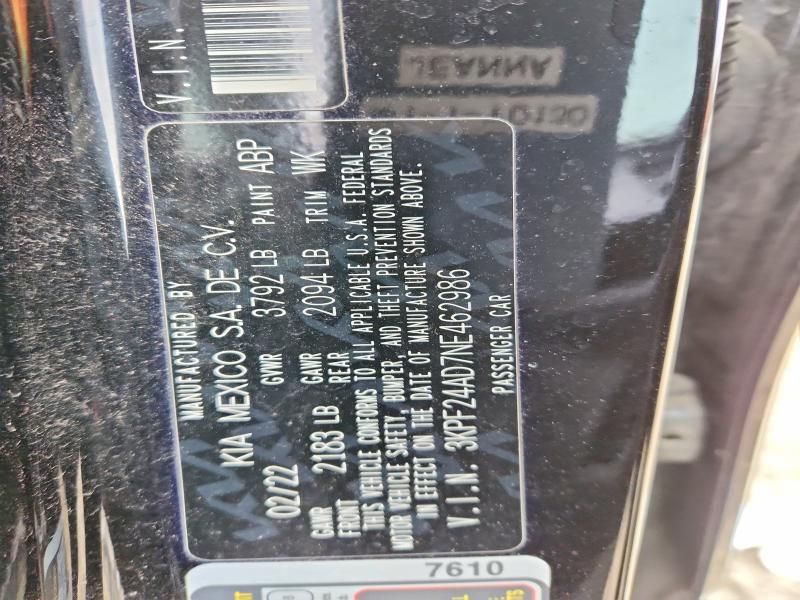 V.I.N.
MANUFACTURED BY
KIA MEXICO S.A. DE C.V.
02/22 GVWR 3792 LB PAINT ABP
GAWR FRONT 2183 LB GAWR REAR 2094 LB TRIM WK
THIS VEHICLE CONFORMS TO ALL APPLICABLE U.S.A. FEDERAL
MOTOR VEHICLE SAFETY, BUMPER, AND THEFT PREVENTION STANDARDS
IN EFFECT ON THE DATE OF MANUFACTURE SHOWN ABOVE.
V.I.N. 3KPF24AD7NE462986
PASSENGER CAR
7610
JEANNA